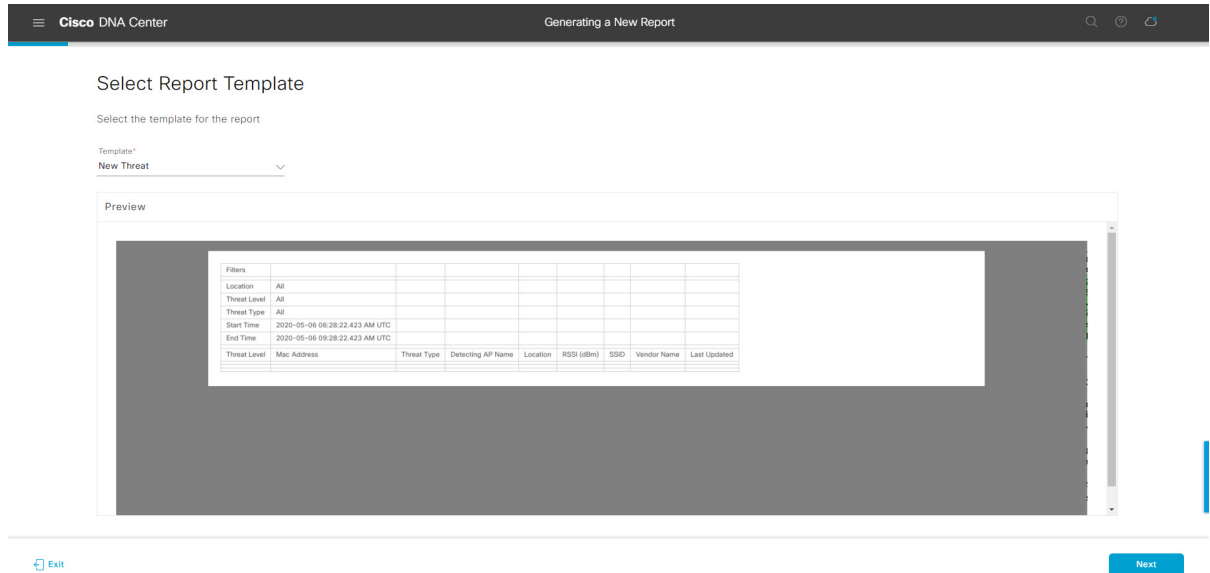 Cisco DNA Center Generating a New Report
Select Report Template
Select the template for the report
Template*
New Threat
Preview
Filters
Location All
Threat Level All
Threat Type All
Start Time 2020-05-06 06:28:22.423 AM UTC
End Time 2020-05-06 09:28:22.423 AM UTC
Threat Level Mac Address Threat Type Detecting AP Name Location RSSI (dBm) SSID Vendor Name Last Updated
Exit Next